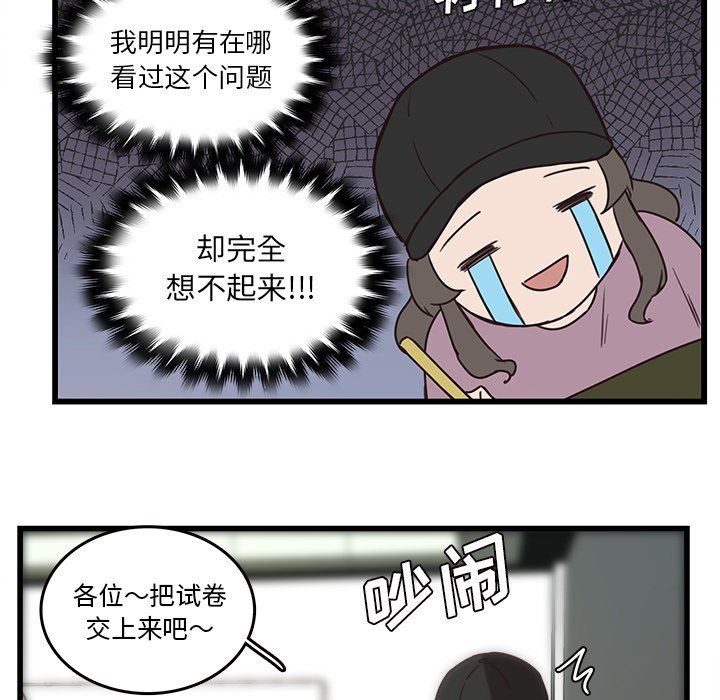 我明明有在哪
看过这个问题
却完全
想不起来!!!
各位～把试卷
交上来吧～
吵闹